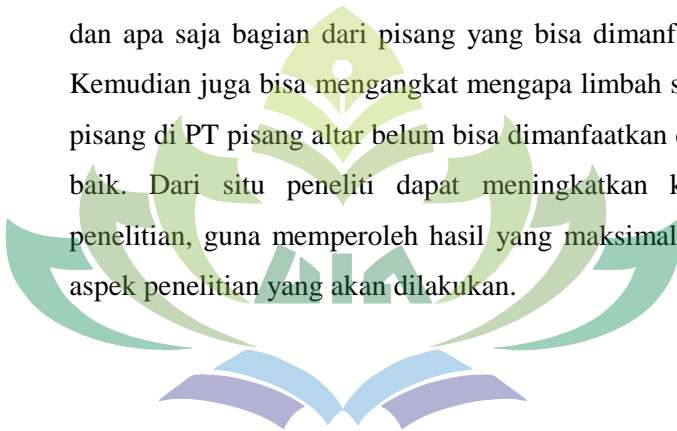 dan apa saja bagian dari pisang yang bisa dimanf
Kemudian juga bisa mengangkat mengapa limbah s
pisang di PT pisang altar belum bisa dimanfaatkan
baik. Dari situ peneliti dapat meningkatkan k
penelitian, guna memperoleh hasil yang maksimal
aspek penelitian yang akan dilakukan.